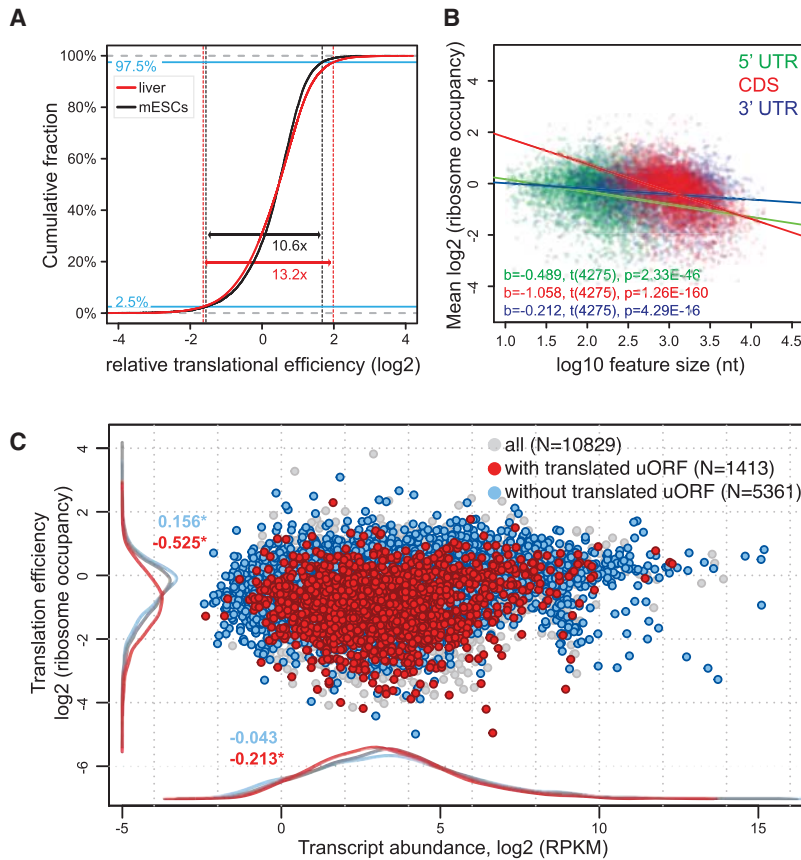 A
100%
97.5%
liver
mESCs
80%
60%
40%
20%
2.5%
0%
10.6x
13.2x
Cumulative fraction
-4
-2
0
2
4
relative translational efficiency (log2)
B
5' UTR
CDS
3' UTR
4
2
0
-2
-4
Mean log2 (ribosome occupancy)
b=-0.489, t(4275), p=2.33E-46
b=-1.058, t(4275), p=1.26E-160
b=-0.212, t(4275), p=4.29E-16
1.0
1.5
2.0
2.5
3.0
3.5
4.0
4.5
log10 feature size (nt)
C
all (N=10829)
with translated uORF (N=1413)
without translated uORF (N=5361)
4
2
0
-2
-4
-6
Translation efficiency
log2 (ribosome occupancy)
0.156*
-0.525*
-0.043
-0.213*
-5
0
5
10
15
Transcript abundance, log2 (RPKM)